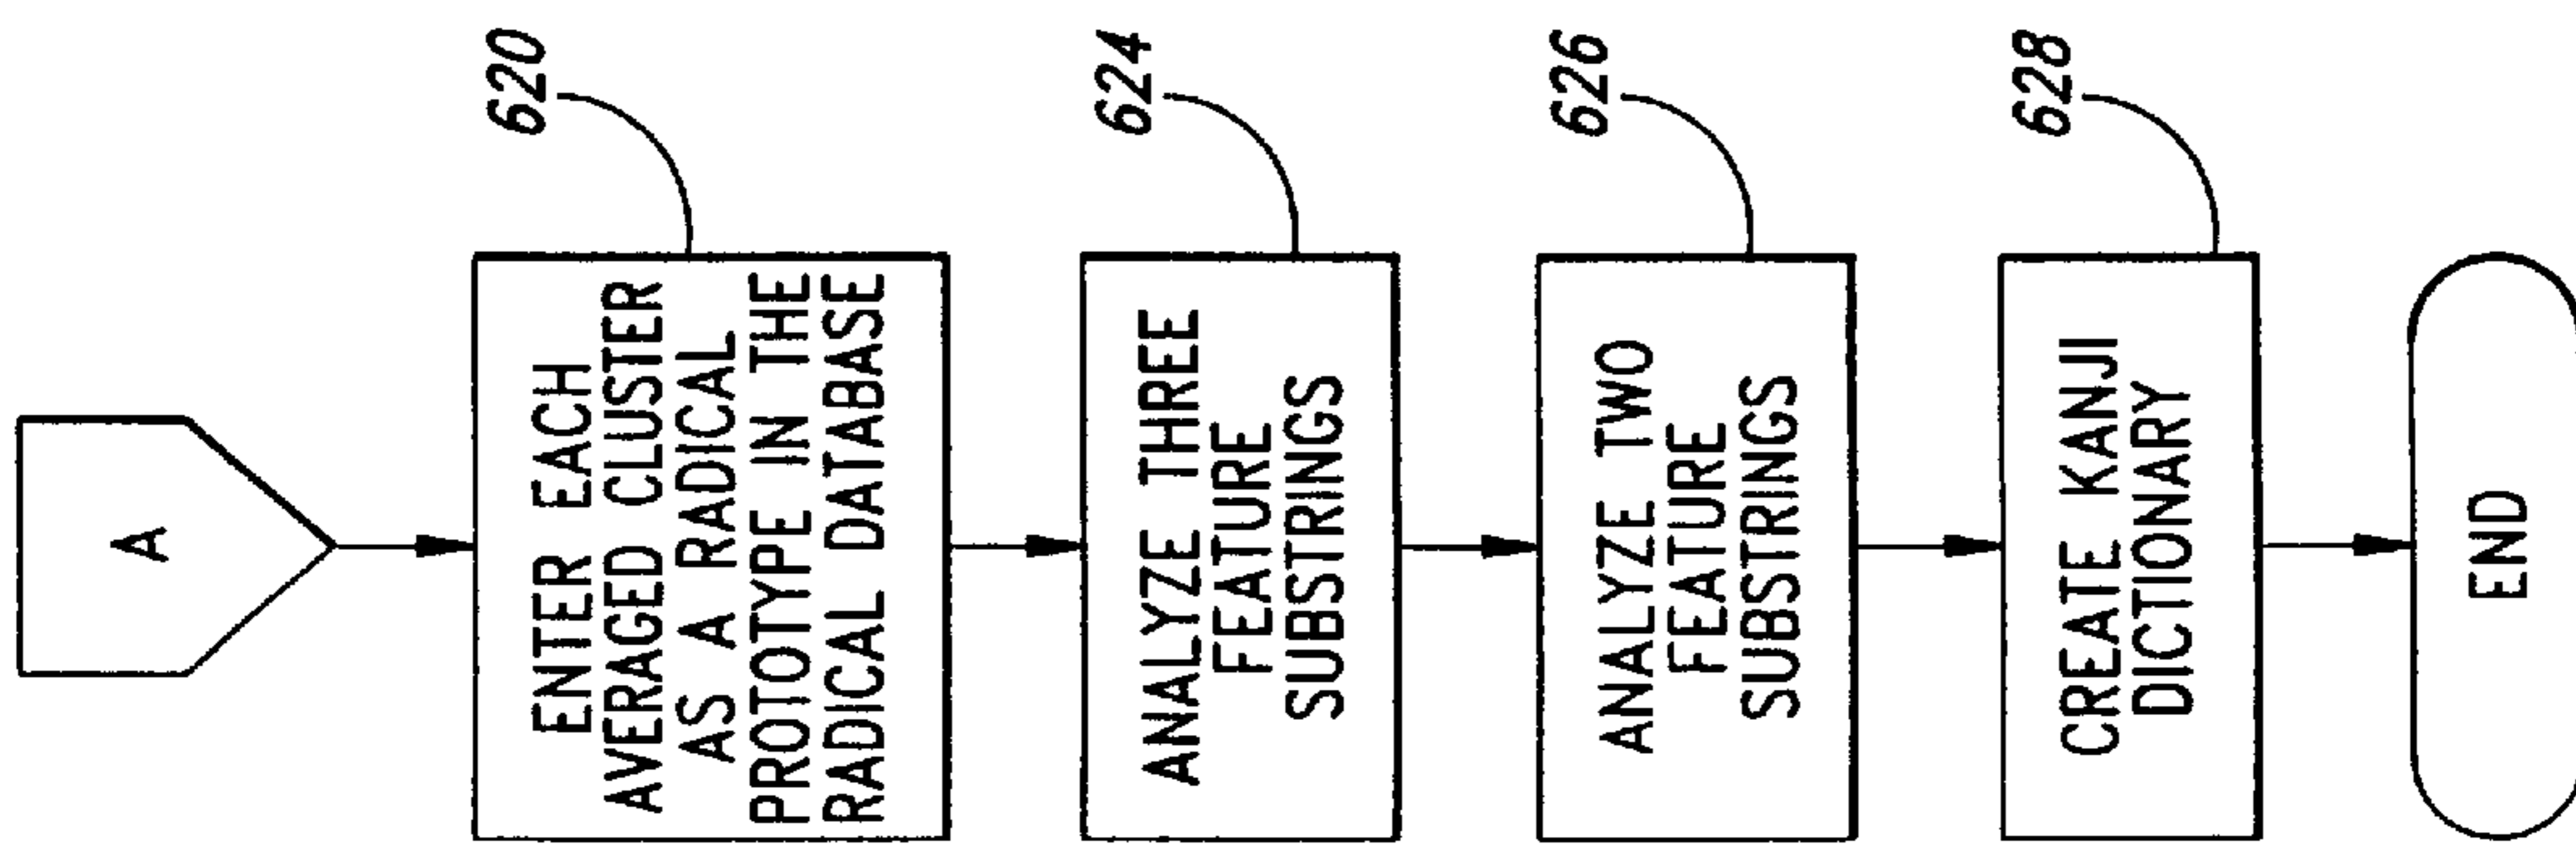 A
620
ENTER EACH
AVERAGED CLUSTER
AS A RADICAL
PROTOTYPE IN THE
RADICAL DATABASE
624
ANALYZE THREE
FEATURE
SUBSTRINGS
626
ANALYZE TWO
FEATURE
SUBSTRINGS
628
CREATE KANJI
DICTIONARY
END